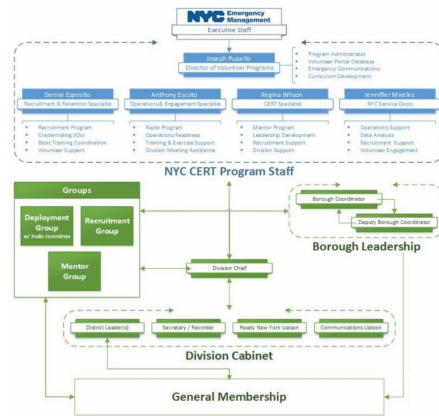 NYC Emergency
Management
Executive Staff
Joseph Pupello
Director of Volunteer Programs
• Program Administrator
• Volunteer Portal Database
• Emergency Communications
• Curriculum Development
Denise Esposito
Recruitment & Retention Specialist
• Recruitment Program
• Credentialing (IDs)
• Basic Training Coordination
• Volunteer Support
Anthony Escoto
Operations & Engagement Specialist
• Radio Program
• Operations Readiness
• Training & Exercise Support
• Division Meeting Assistance
Regina Wilson
CERT Specialist
• Mentor Program
• Leadership Development
• Recruitment Support
• Division Support
Jenniffer Mieles
NYC Service Corps
• Operations Support
• Data Analysis
• Recruitment Support
• Volunteer Engagement
NYC CERT Program Staff
Groups
Deployment
Group
w/ Radio Committee
Recruitment
Group
Mentor
Group
Borough Coordinator
Deputy Borough Coordinator
Borough Leadership
Division Chief
District Leader(s)
Secretary / Recorder
Ready New York Liaison
Communications Liaison
Division Cabinet
General Membership